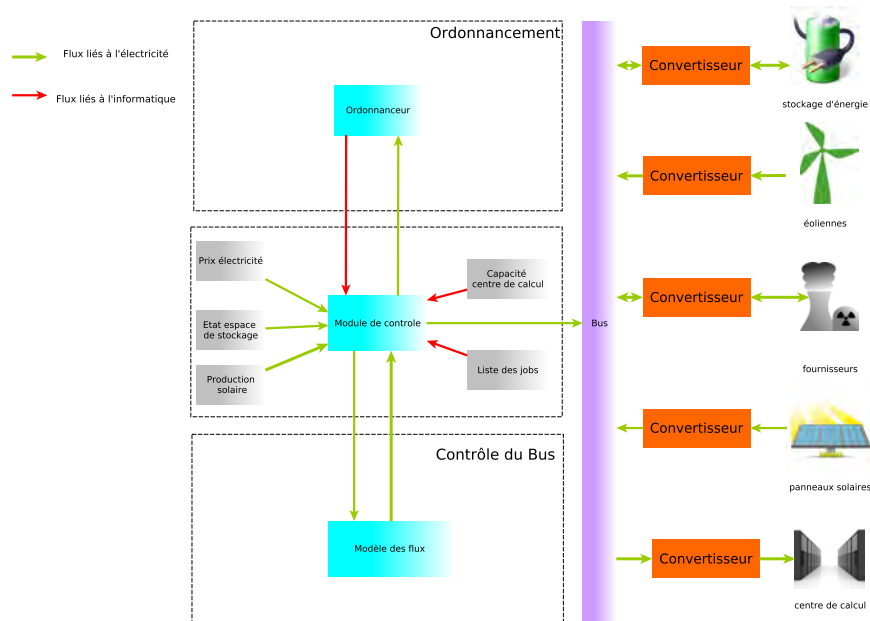 Flux liés à l'électricité
Flux liés à l'informatique
Ordonnancement
Ordonnanceur
Prix électricité
Etat espace
de stockage
Production
solaire
Module de controle
Capacité
centre de calcul
Liste des jobs
Contrôle du Bus
Modèle des flux
Bus
Convertisseur
stockage d'énergie
Convertisseur
éoliennes
Convertisseur
fournisseurs
Convertisseur
panneaux solaires
Convertisseur
centre de calcul